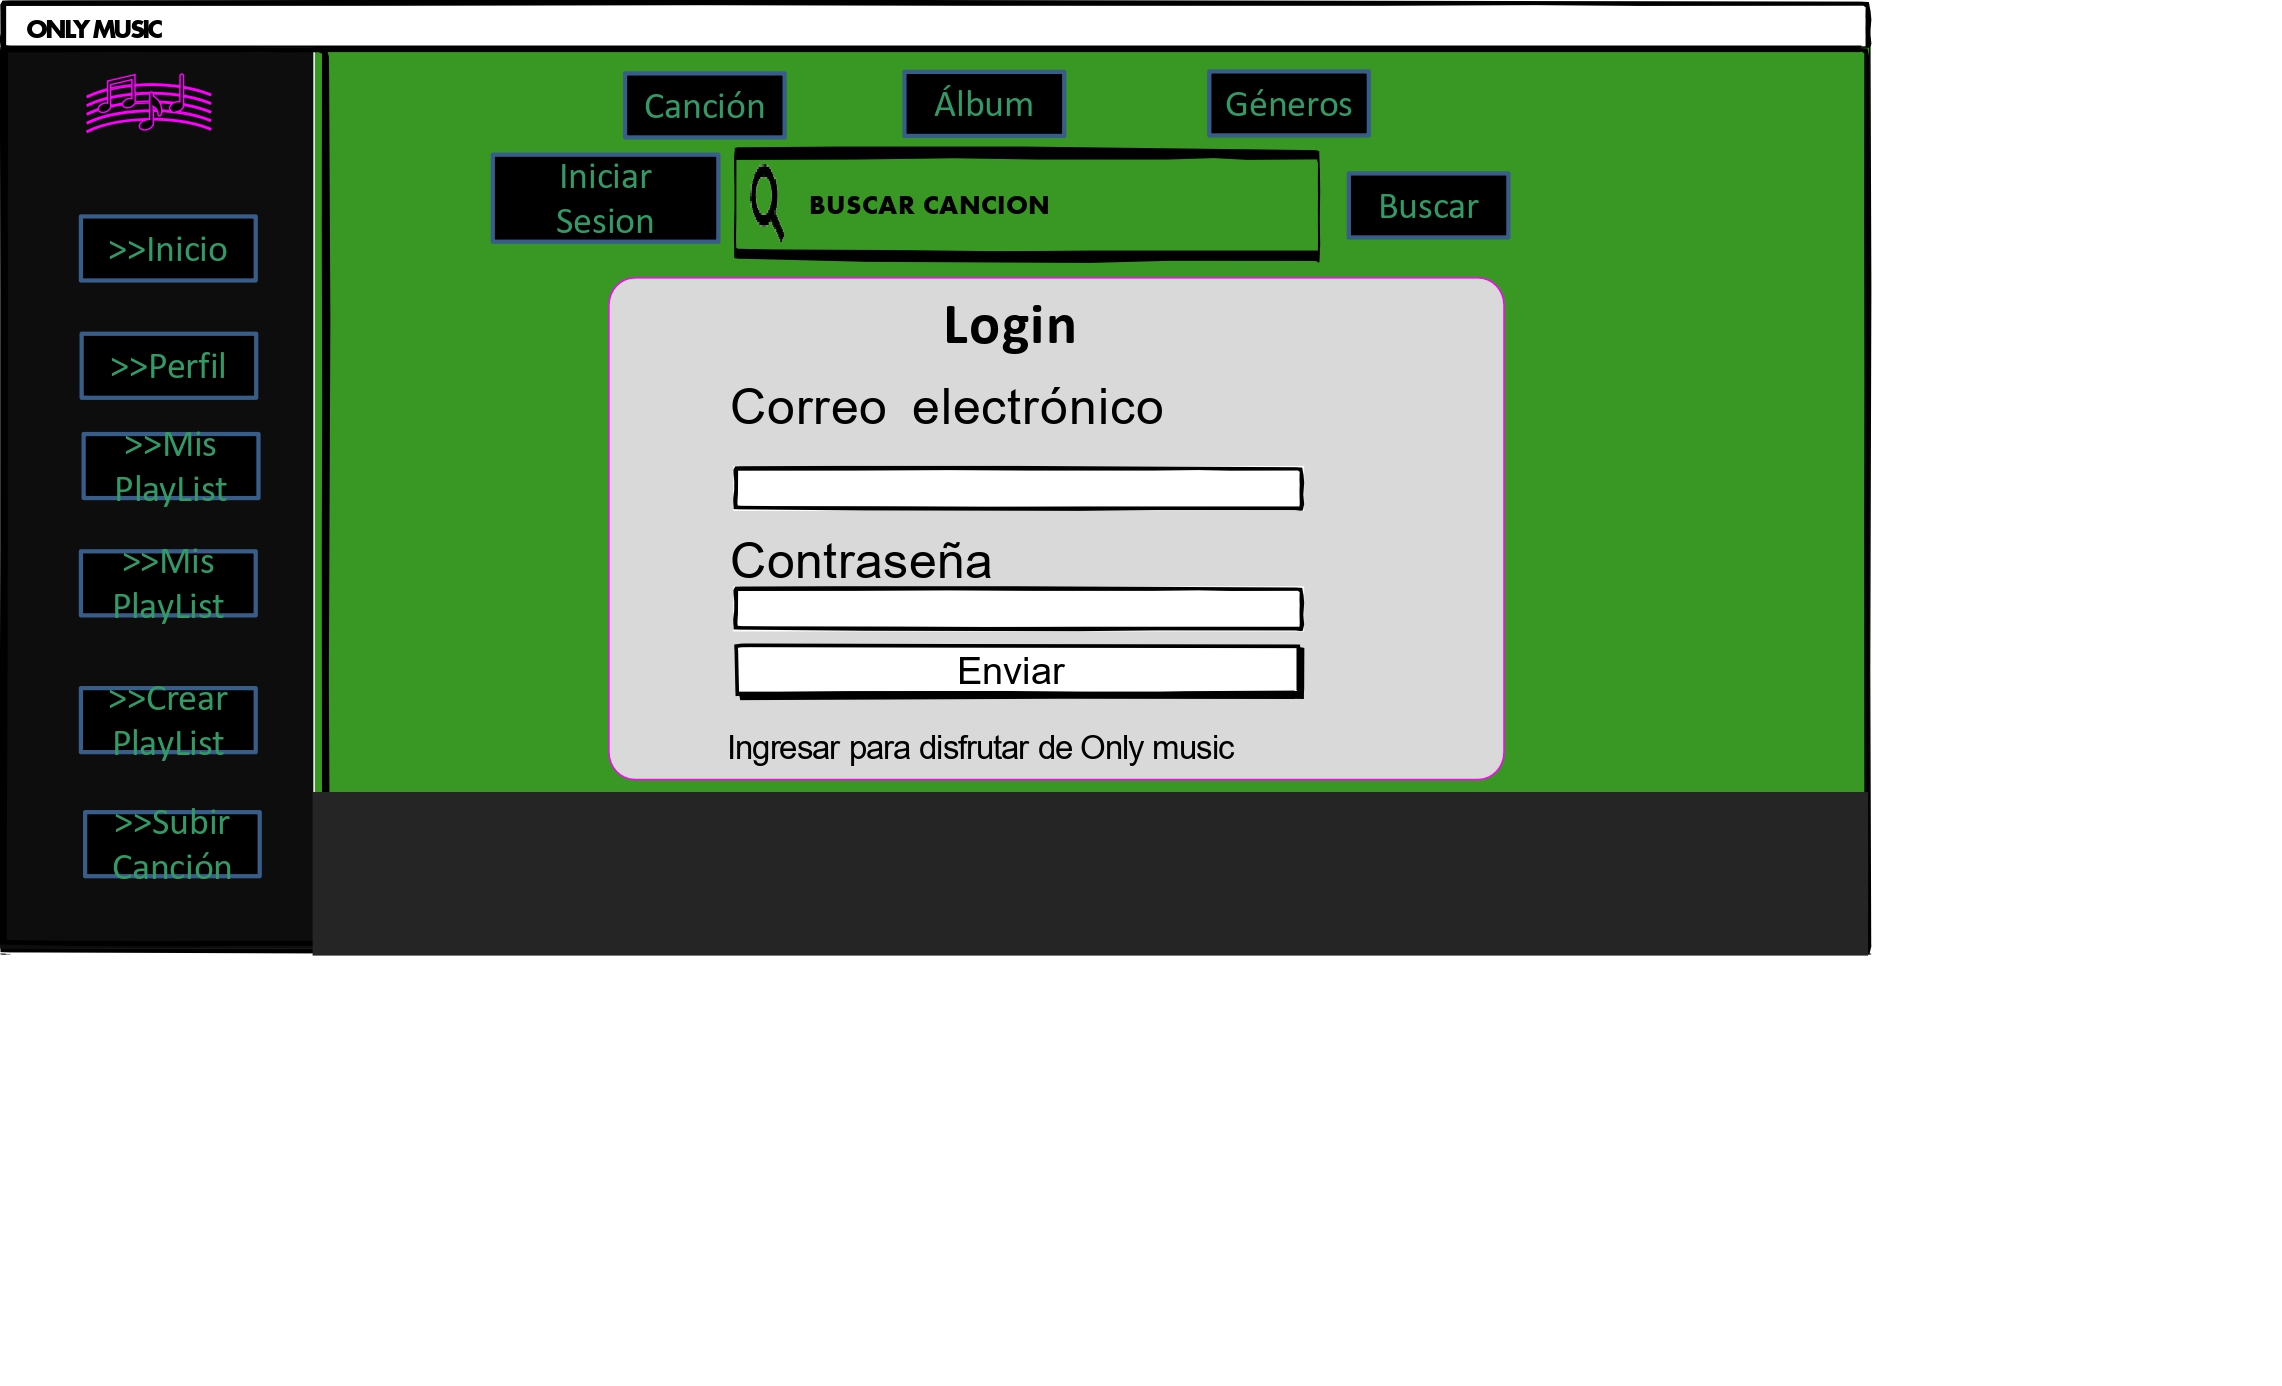 ONLY MUSIC
Canción
Álbum
Géneros
Iniciar
Sesion
BUSCAR CANCION
Buscar
>>Inicio
>>Perfil
>>Mis
PlayList
>>Mis
PlayList
>>Crear
PlayList
>>Subir
Canción
Login
Correo electrónico
Contraseña
Enviar
Ingresar para disfrutar de Only music